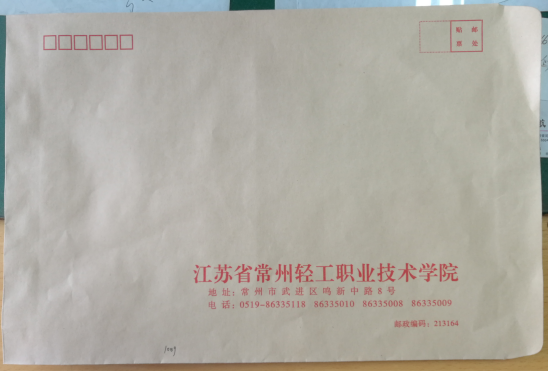 贴 邮
票 处
江苏省常州轻工职业技术学院
地址：常州市武进区鸣新中路8号
电话：0519-86335118 86335010 86335008 86335009
邮政编码：213164